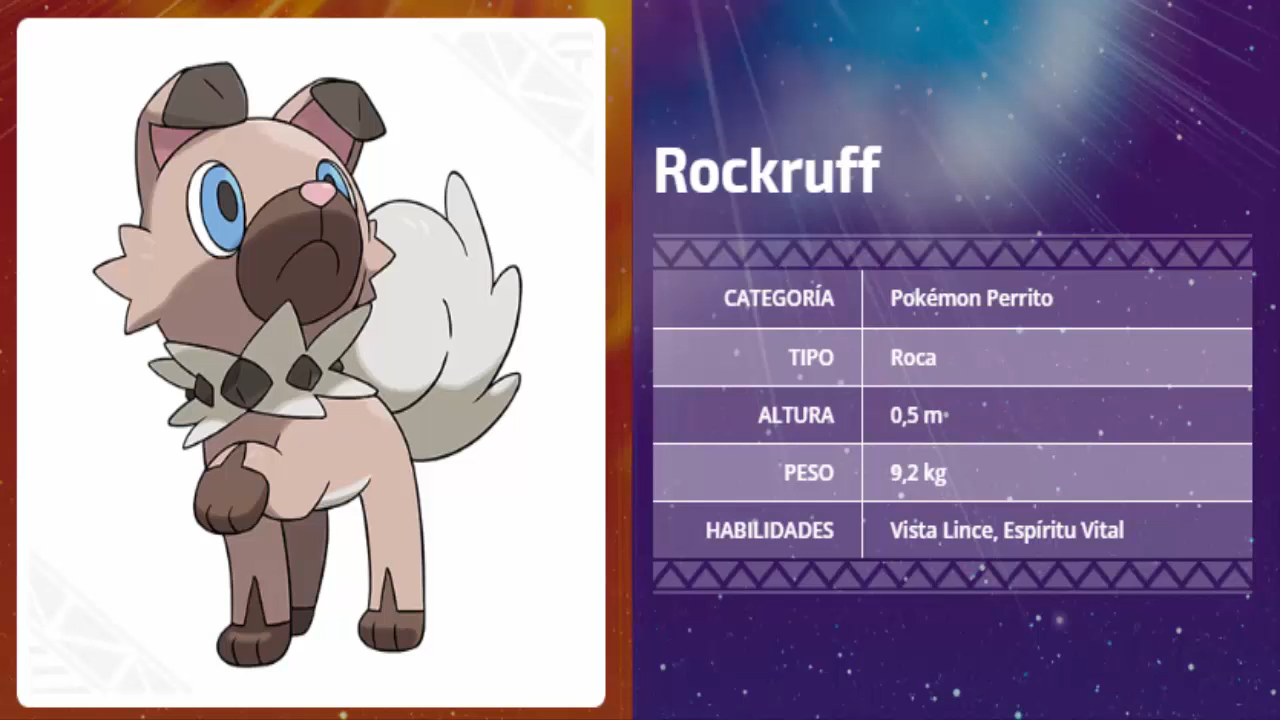 Rockruff
CATEGORÍA Pokémon Perrito
TIPO Roca
ALTURA 0,5 m
PESO 9,2 kg
HABILIDADES Vista Lince, Espíritu Vital